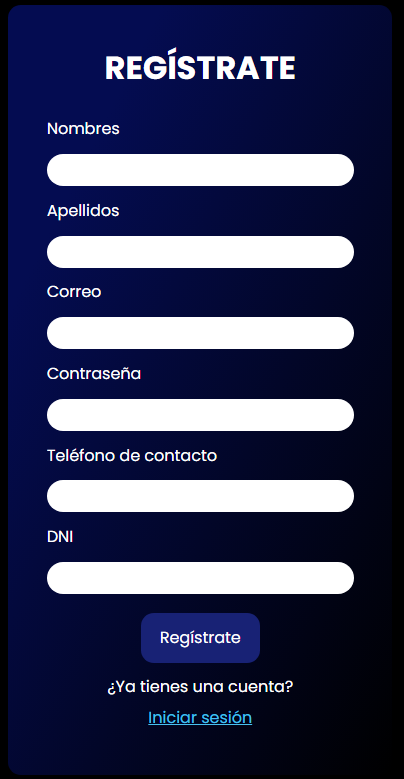 REGÍSTRATE
Nombres
Apellidos
Correo
Contraseña
Teléfono de contacto
DNI
Regístrate
¿Ya tienes una cuenta?
Iniciar sesión